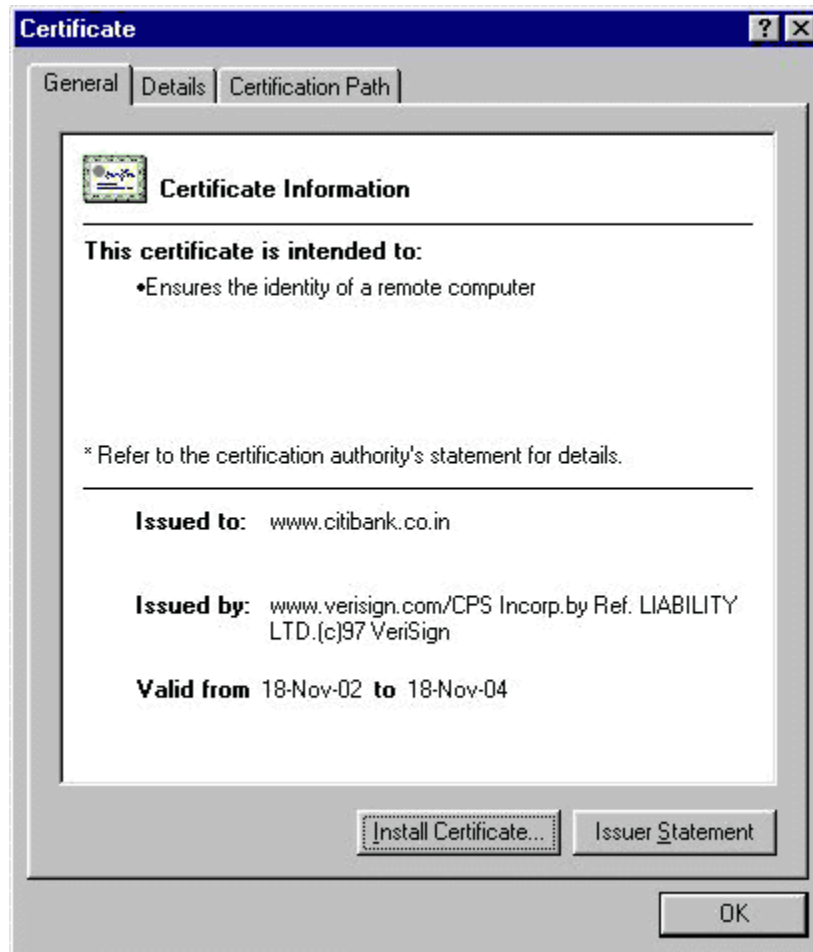 Certificate
General Details Certification Path
Certificate Information
This certificate is intended to:
•Ensures the identity of a remote computer
* Refer to the certification authority's statement for details.
Issued to: www.citibank.co.in
Issued by: www.verisign.com/CPS Incorp.by Ref. LIABILITY
LTD.(c)97 VeriSign
Valid from 18-Nov-02 to 18-Nov-04
Install Certificate... Issuer Statement
OK